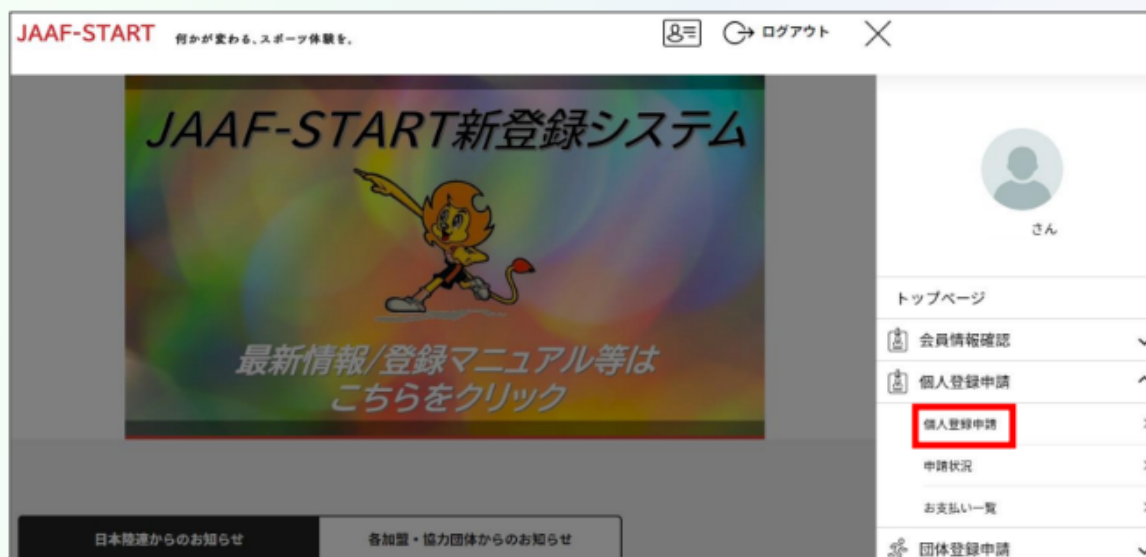 JAAF-START 何かが変わる、スポーツ体験を。 ログアウト
JAAF-START新登録システム
最新情報/登録マニュアル等は
こちらをクリック
日本陸連からのお知らせ 各加盟・協力団体からのお知らせ
さん
トップページ
会員情報確認
個人登録申請
個人登録申請
申請状況
お支払い一覧
団体登録申請